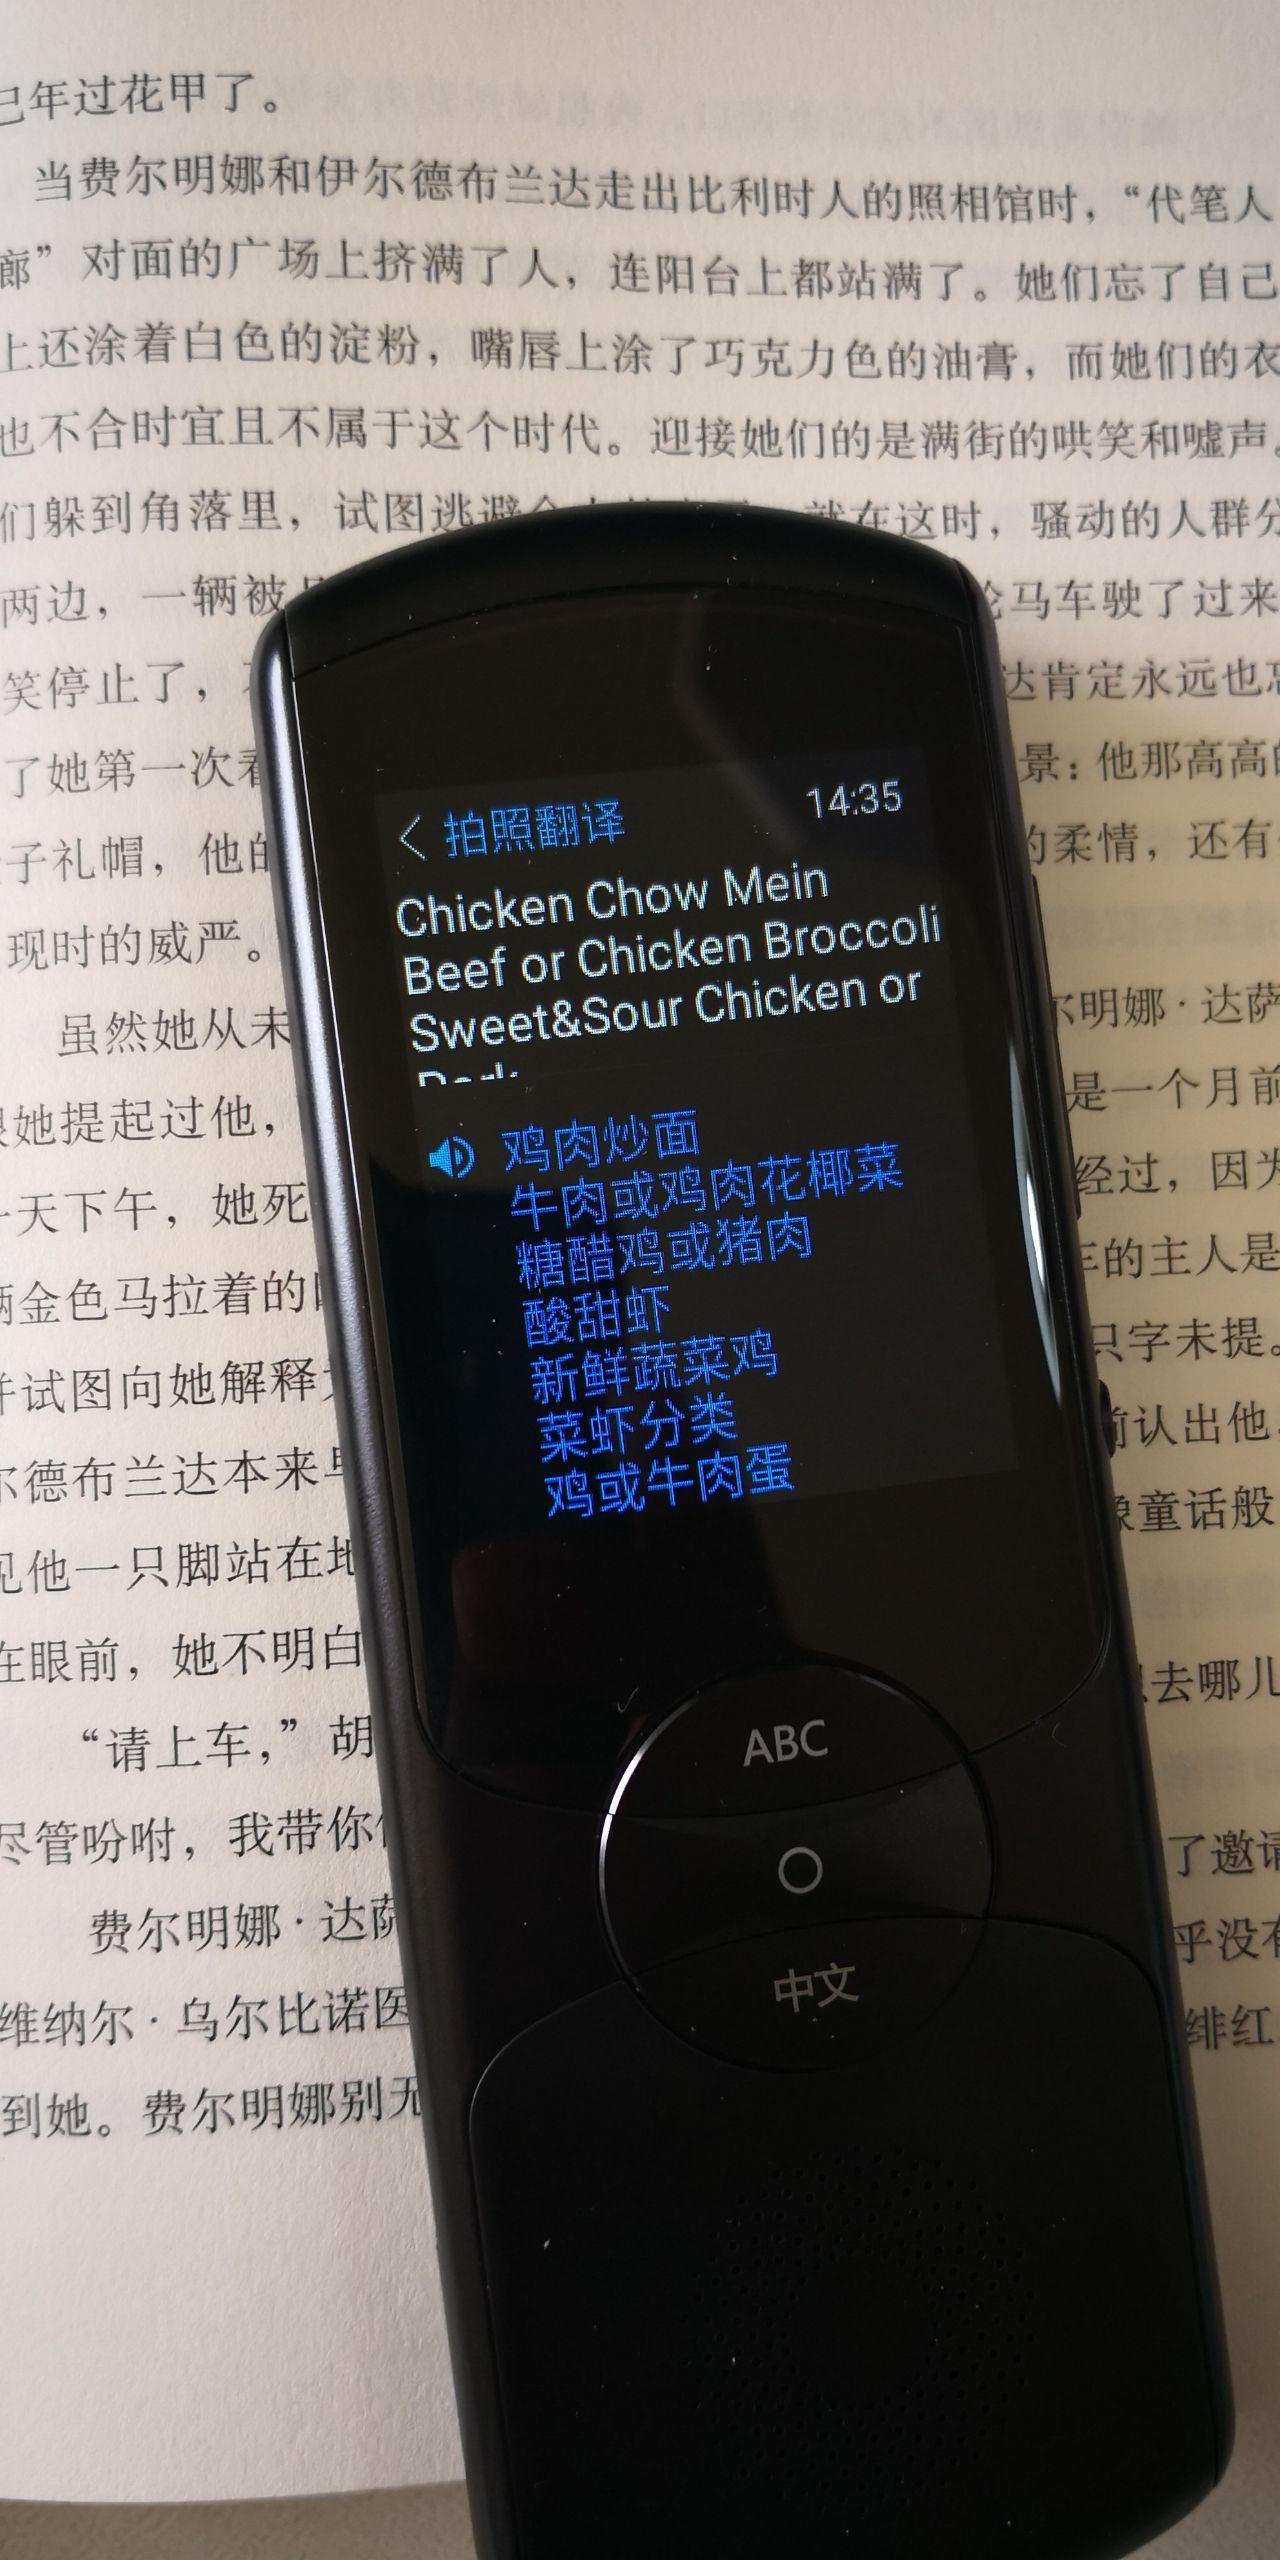 已年过花甲了。
当费尔明娜和伊尔德布兰达走出比利时人的照相馆时，“代笔人
廊”对面的广场上挤满了人，连阳台上都站满了。她们忘了自己
上还涂着白色的淀粉，嘴唇上涂了巧克力色的油膏，而她们的衣
也不合时宜且不属于这个时代。迎接她们的是满街的哄笑和嘘声。
们躲到角落里，试图逃避 就在这时，骚动的人群分
两边，一辆被 马车驶了过来
笑停止了， 达肯定永远也忘
了她第一次看 景：他那高高的
子礼帽，他的 的柔情，还有
现时的威严。
虽然她从未 尔明娜·达萨
她提起过他， 是一个月前
一天下午，她死 经过，因为
辆金色马拉着的 车的主人是
并试图向她解释 只字未提。
尔德布兰达本来早 前认出他，
见他一只脚站在地 像童话般
在眼前，她不明白
“请上车，”胡 想去哪儿
尽管吩咐，我带你 了邀请
费尔明娜·达萨 乎没有
维纳尔·乌尔比诺医 绯红
到她。费尔明娜别无
拍照翻译 14:35
Chicken Chow Mein
Beef or Chicken Broccoli
Sweet&Sour Chicken or
鸡肉炒面
牛肉或鸡肉花椰菜
糖醋鸡或猪肉
酸甜虾
新鲜蔬菜鸡
菜虾分类
鸡或牛肉蛋
ABC
中文